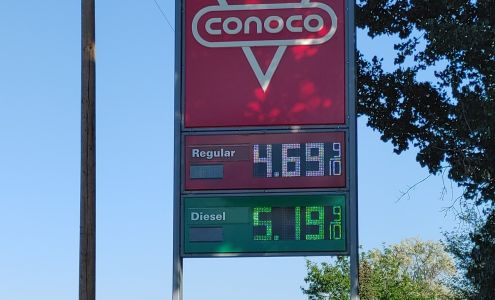 CONOCO
Regular 4.69 9/10
Diesel 5.19 9/10